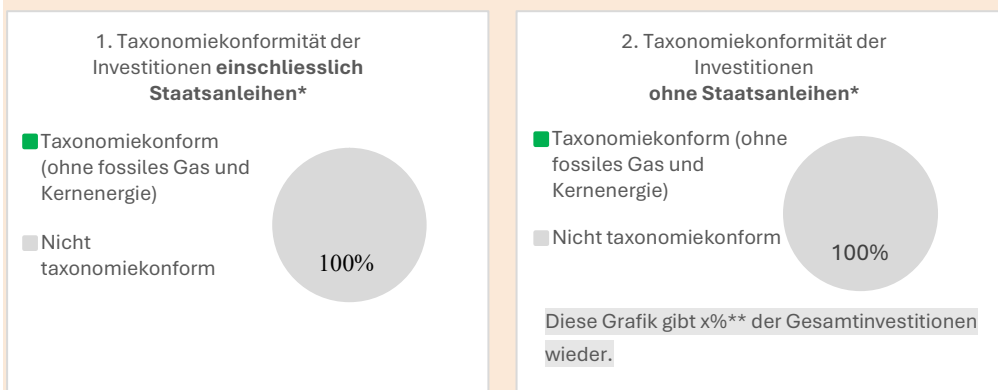 1. Taxonomiekonformität der
Investitionen einschliesslich
Staatsanleihen*
Taxonomiekonform
(ohne fossiles Gas und
Kernenergie)
Nicht
taxonomiekonform
100%
2. Taxonomiekonformität der
Investitionen
ohne Staatsanleihen*
Taxonomiekonform (ohne
fossiles Gas und
Kernenergie)
Nicht taxonomiekonform
100%
Diese Grafik gibt x%** der Gesamtinvestitionen
wieder.